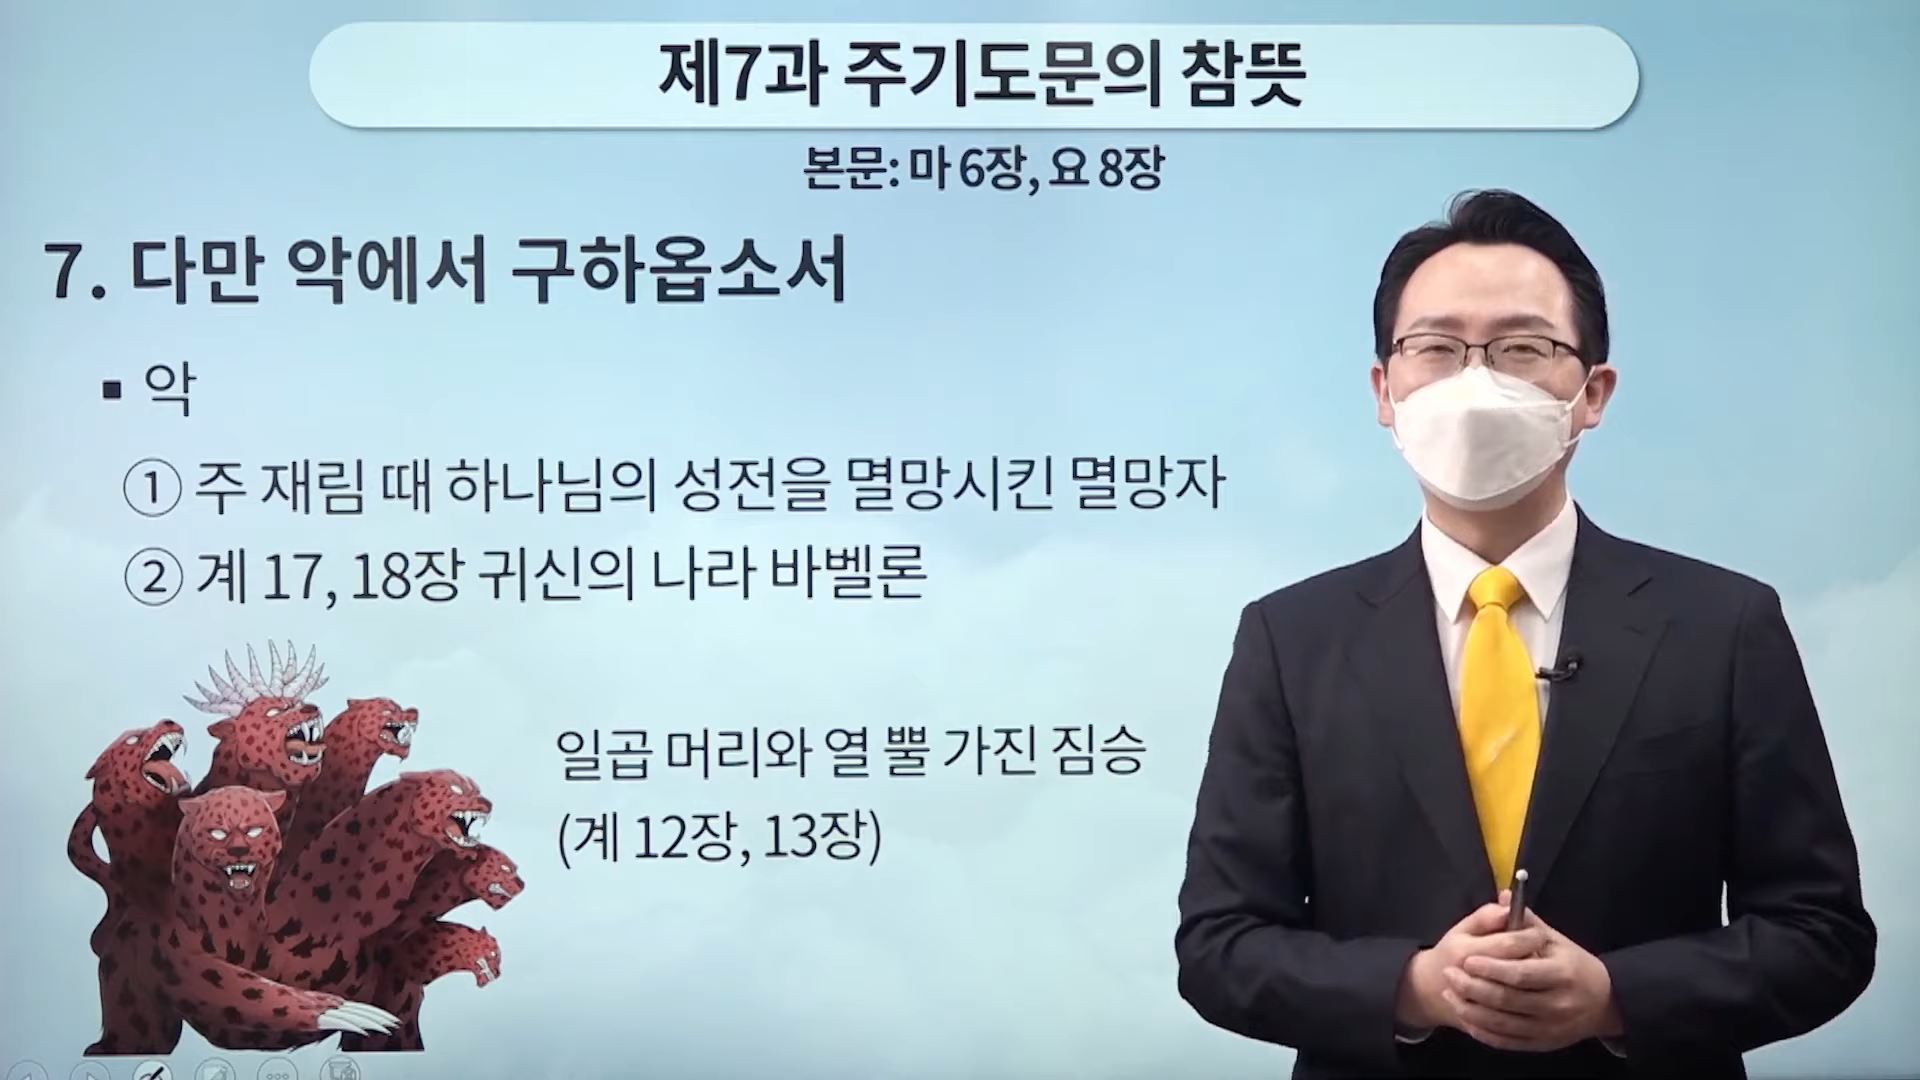 제7과 주기도문의 참뜻
본문: 마 6장, 요 8장
7. 다만 악에서 구하옵소서
▪ 악
① 주 재림 때 하나님의 성전을 멸망시킨 멸망자
② 계 17, 18장 귀신의 나라 바벨론
일곱 머리와 열 뿔 가진 짐승
(계 12장, 13장)